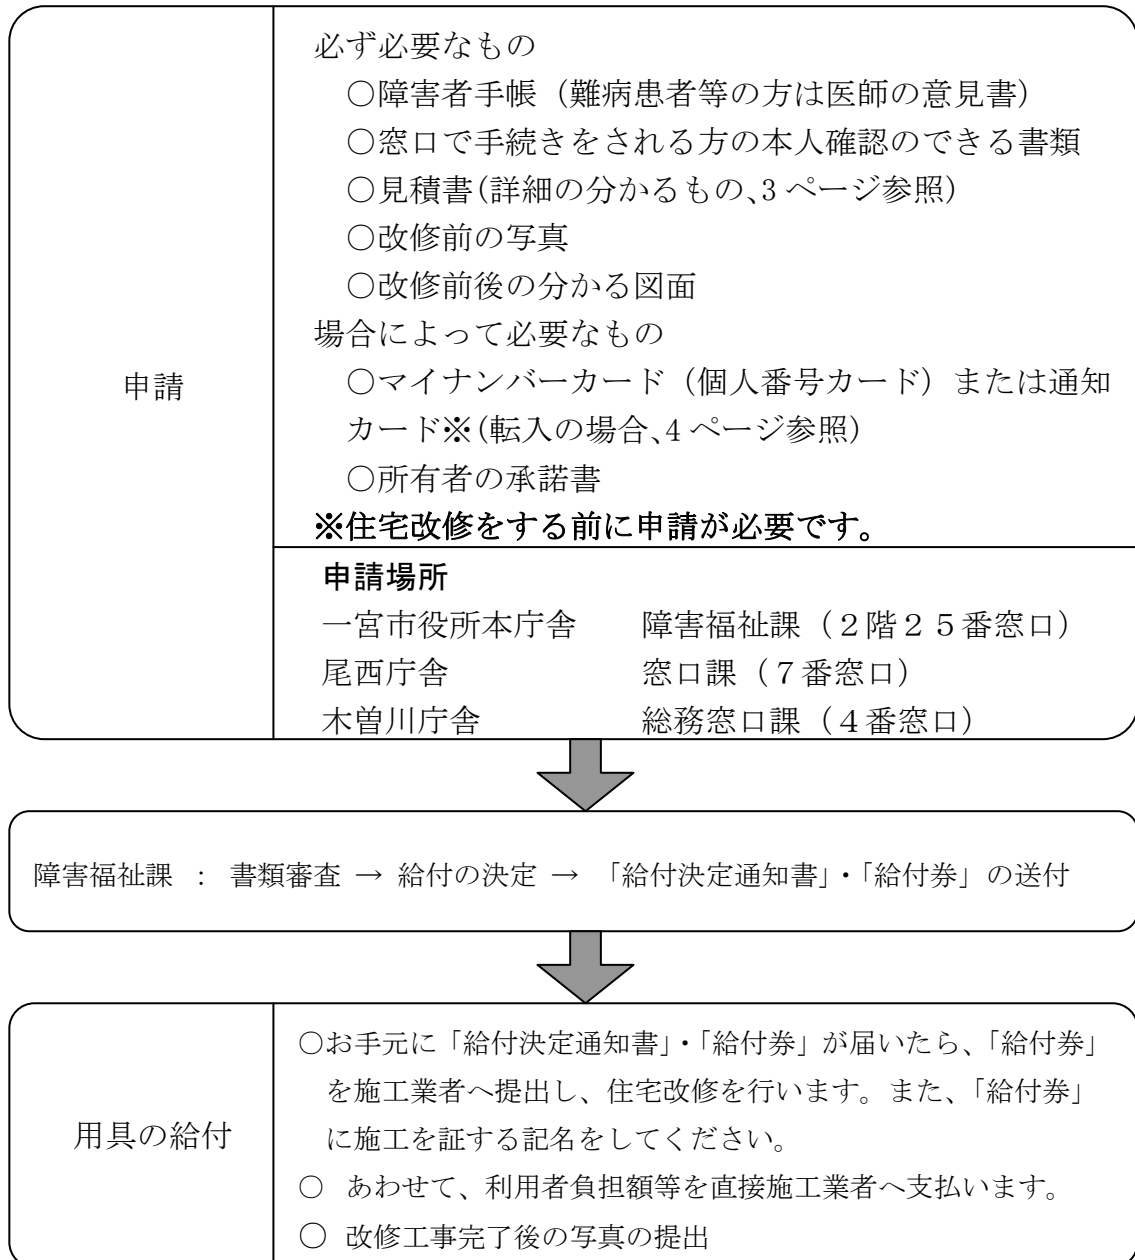 申請
必ず必要なもの
○障害者手帳（難病患者等の方は医師の意見書）
○窓口で手続きをされる方の本人確認のできる書類
○見積書(詳細の分かるもの、3ページ参照)
○改修前の写真
○改修前後の分かる図面
場合によって必要なもの
○マイナンバーカード（個人番号カード）または通知
カード※(転入の場合、4ページ参照)
○所有者の承諾書
※住宅改修をする前に申請が必要です。
申請場所
一宮市役所本庁舎　障害福祉課（２階２５番窓口）
尾西庁舎　窓口課（７番窓口）
木曽川庁舎　総務窓口課（４番窓口）
障害福祉課 ： 書類審査 → 給付の決定 → 「給付決定通知書」・「給付券」の送付
用具の給付
○お手元に「給付決定通知書」・「給付券」が届いたら、「給付券」
を施工業者へ提出し、住宅改修を行います。また、「給付券」
に施工を証する記名をしてください。
○ あわせて、利用者負担額等を直接施工業者へ支払います。
○ 改修工事完了後の写真の提出